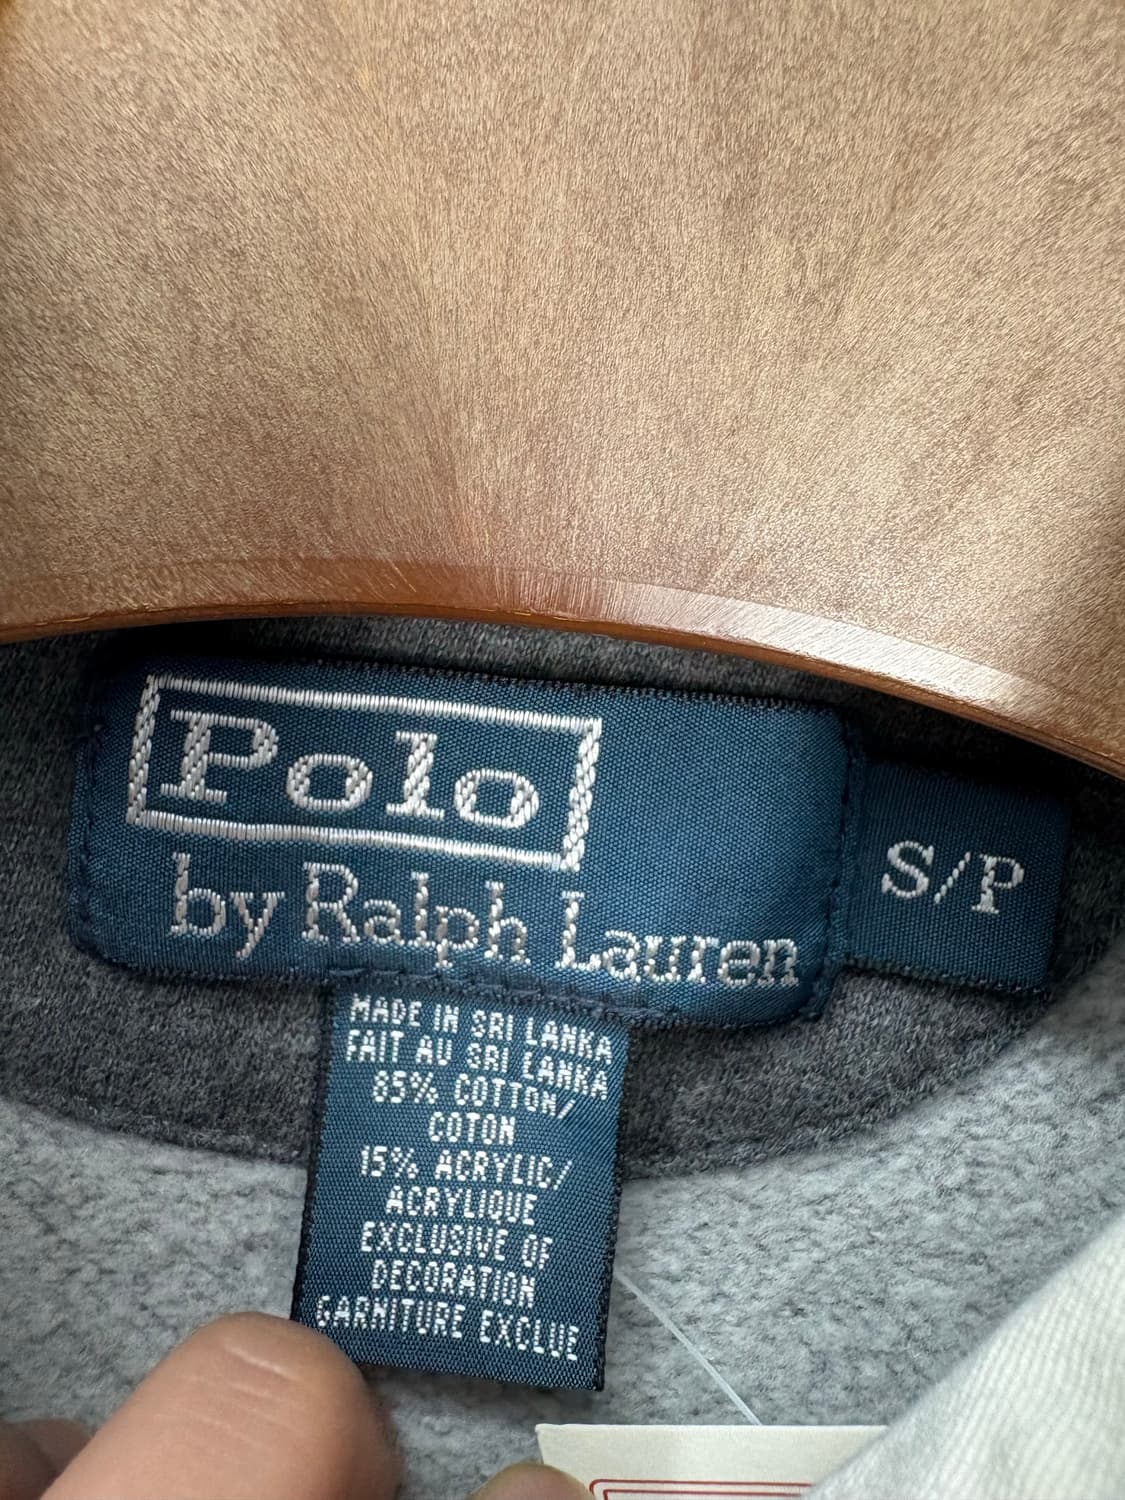 Polo
by Ralph Lauren
S/P
MADE IN SRI LANKA
FAIT AU SRI LANKA
85% COTTON/
COTON
15% ACRYLIC/
ACRYLIQUE
EXCLUSIVE OF
DECORATION
GARNITURE EXCLUE